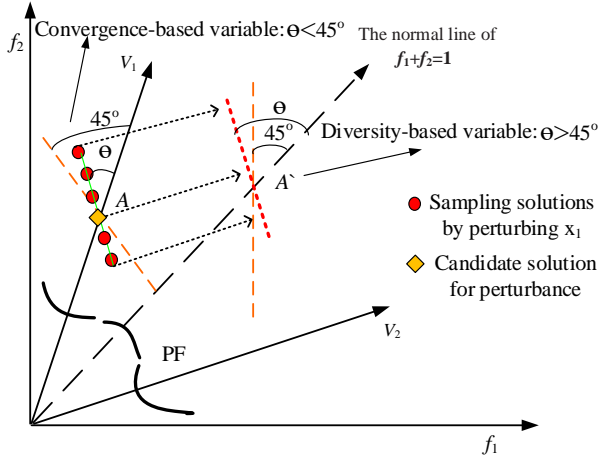 Convergence-based variable:Ɵ<45°
f₂
V₁
The normal line of
f₁+f₂=1
45°
Ɵ
Ɵ
45°
Diversity-based variable:Ɵ>45°
A
A`
Sampling solutions
by perturbing x₁
Candidate solution
for perturbance
V₂
PF
f₁